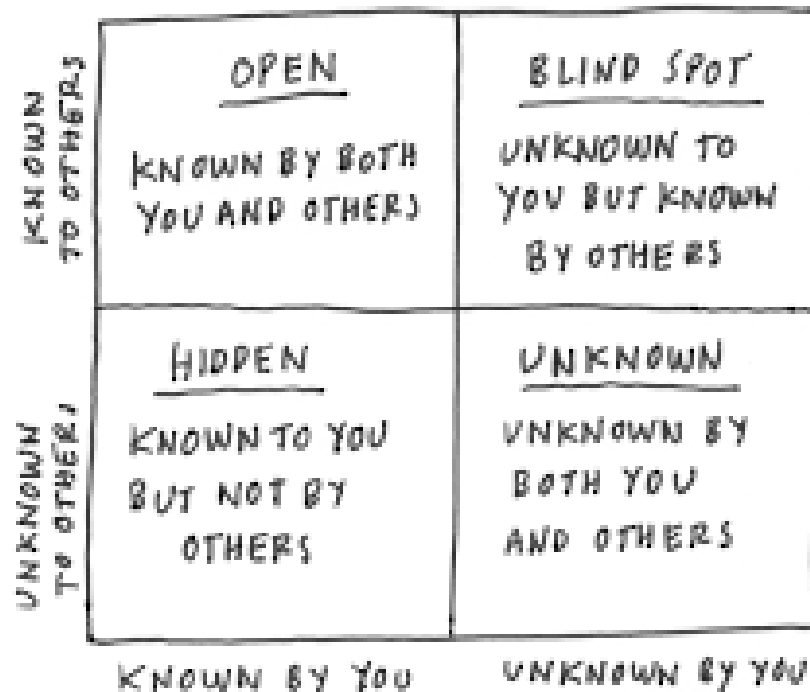 KNOWN
TO OTHERS
OPEN
KNOWN BY BOTH
YOU AND OTHERS
BLIND SPOT
UNKNOWN TO
YOU BUT KNOWN
BY OTHERS
UNKNOWN
TO OTHERS
HIDDEN
KNOWN TO YOU
BUT NOT BY
OTHERS
UNKNOWN
UNKNOWN BY
BOTH YOU
AND OTHERS
KNOWN BY YOU
UNKNOWN BY YOU